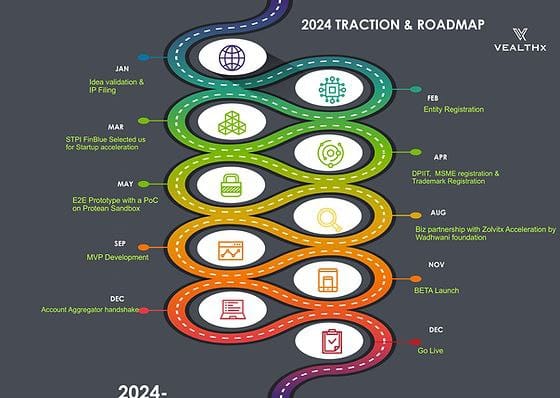 2024 TRACTION & ROADMAP
VEALTHX
JAN
Idea validation &
IP Filing
FEB
Entity Registration
MAR
STPI FinBlue Selected us
for Startup acceleration
APR
DPIIT, MSME registration &
Trademark Registration
MAY
E2E Prototype with a PoC
on Protean Sandbox
AUG
Biz partnership with Zolvitx Acceleration by
Wadhwani foundation
SEP
MVP Development
NOV
BETA Launch
DEC
Account Aggregator handshake
DEC
Go Live
2024-